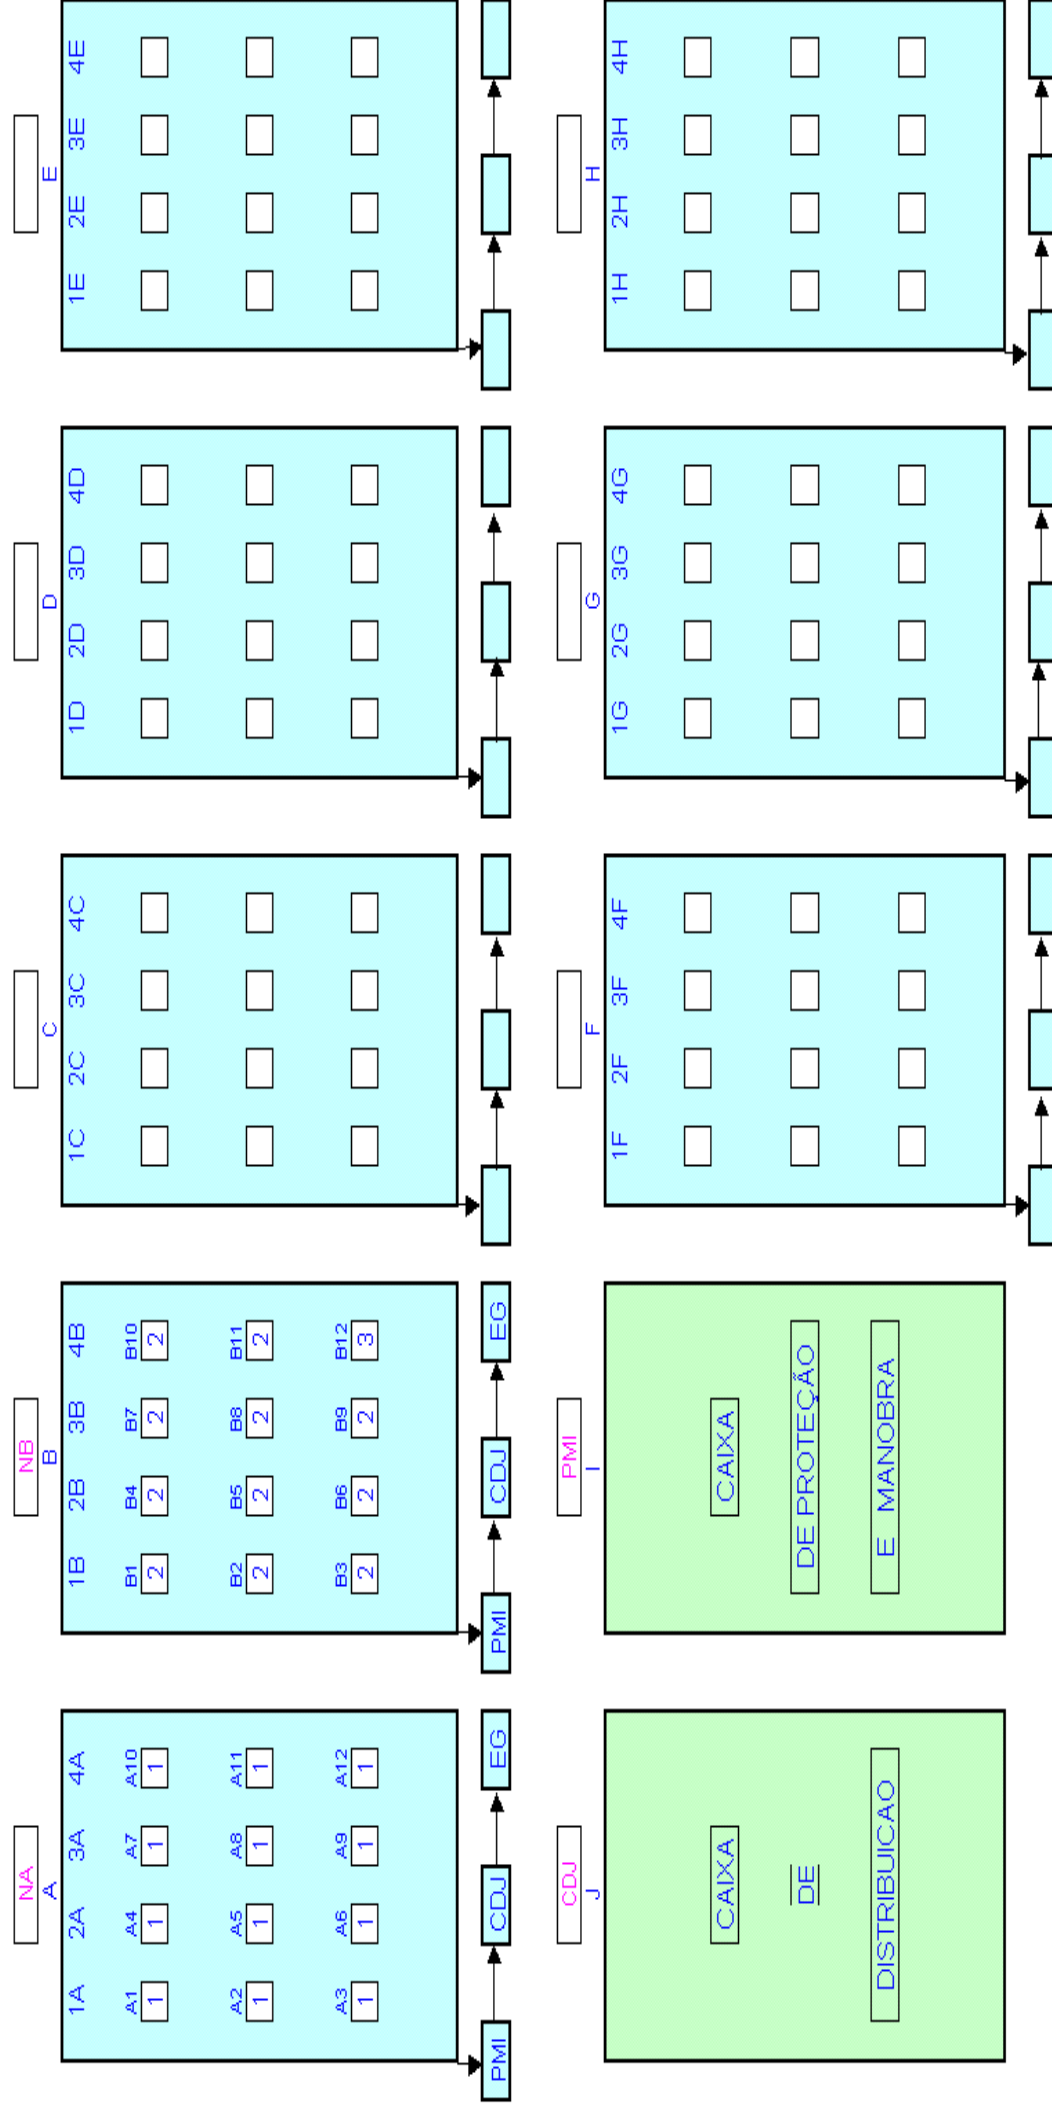 NA NB
A B C D E
1A 2A 3A 4A 1B 2B 3B 4B 1C 2C 3C 4C 1D 2D 3D 4D 1E 2E 3E 4E
A1 A4 A7 A10 B1 B4 B7 B10
1 1 1 1 2 2 2 2
A2 A5 A8 A11 B2 B5 B8 B11
1 1 1 1 2 2 2 2
A3 A6 A9 A12 B3 B6 B9 B12
1 1 1 1 2 2 2 3
PMI CDJ EG PMI CDJ EG
CDJ PMI
J I F G H
1F 2F 3F 4F 1G 2G 3G 4G 1H 2H 3H 4H
CAIXA CAIXA
DE DE PROTEÇÃO
DISTRIBUICAO E MANOBRA